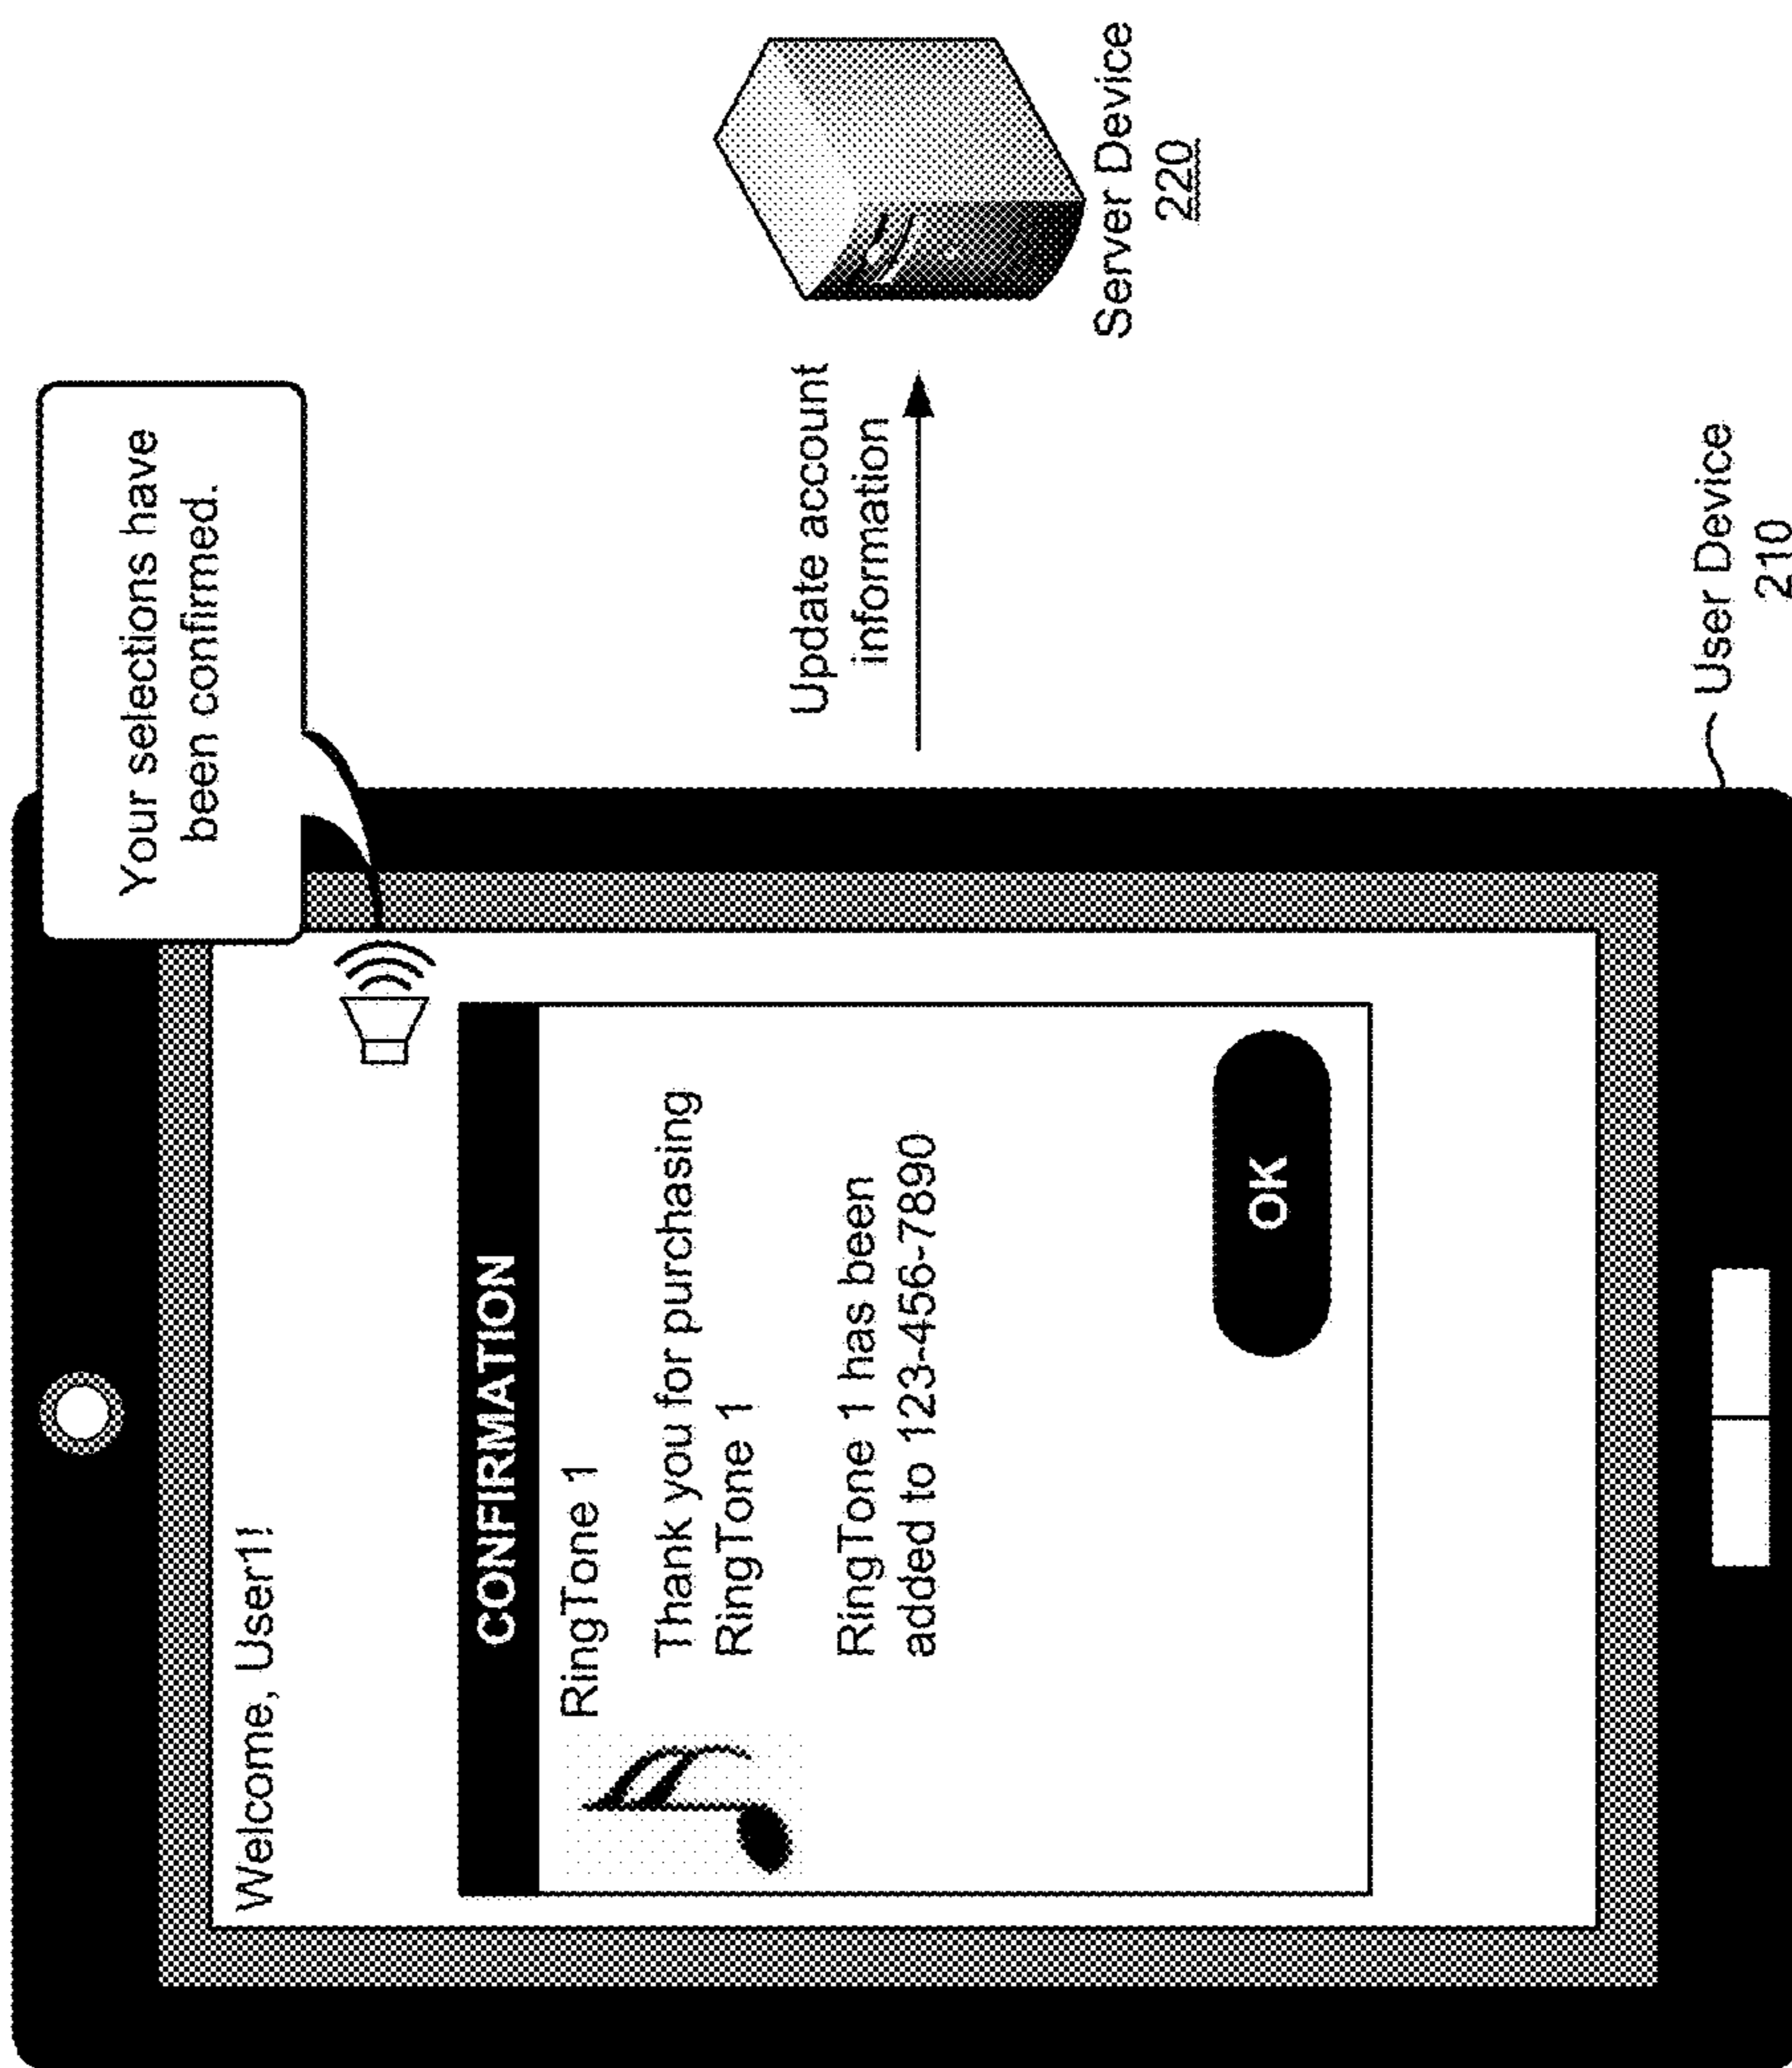 Your selections have
been confirmed.
Welcome, User1!
CONFIRMATION
RingTone 1
Thank you for purchasing
RingTone 1
RingTone 1 has been
added to 123-456-7890
OK
Update account
information
Server Device
220
User Device
210